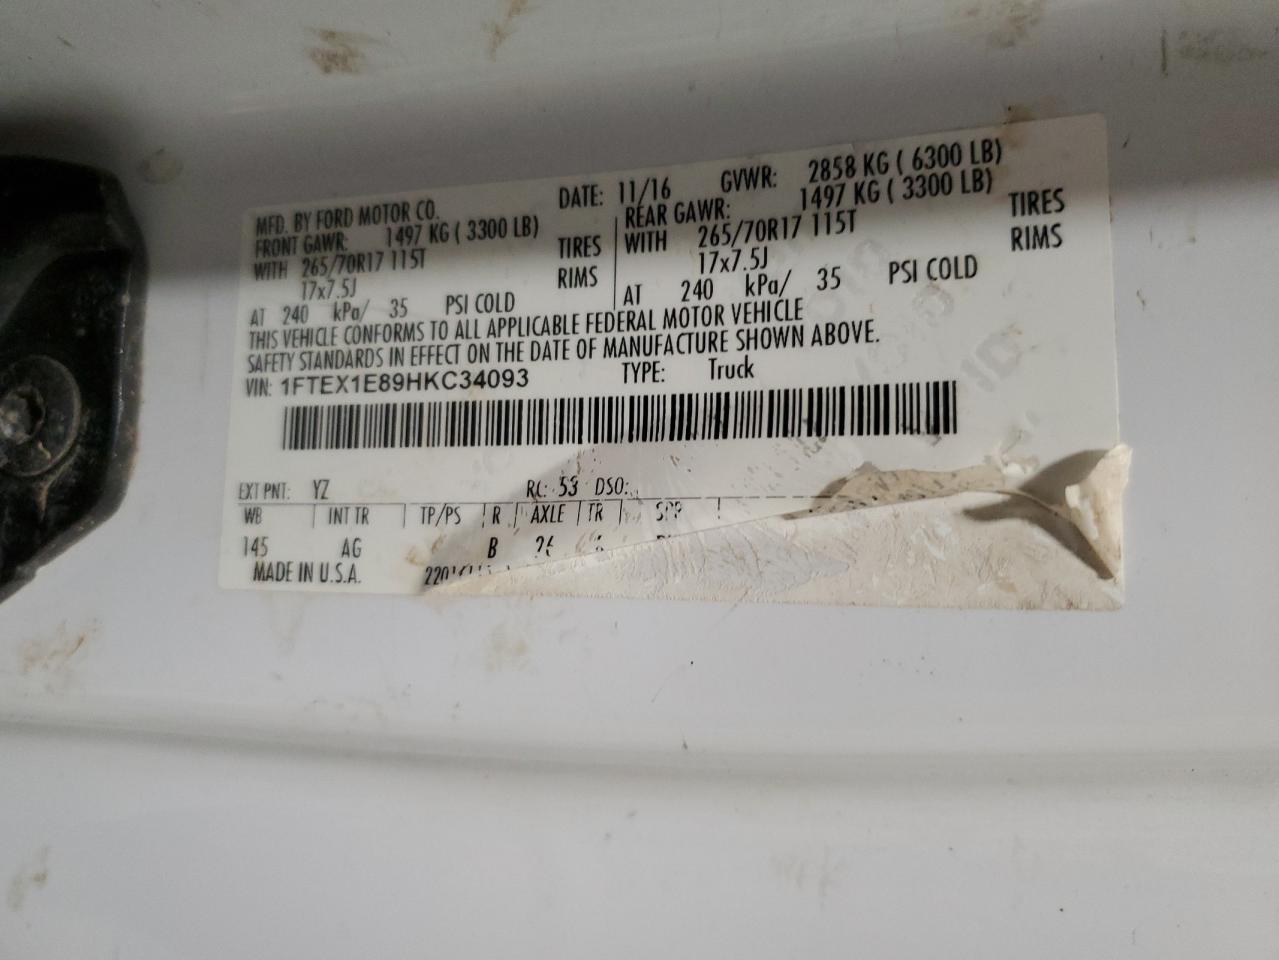 MFD. BY FORD MOTOR CO. DATE: 11/16 GVWR: 2858 KG ( 6300 LB)
FRONT GAWR: 1497 KG ( 3300 LB) REAR GAWR: 1497 KG ( 3300 LB)
WITH 265/70R17 115T TIRES WITH 265/70R17 115T TIRES
17x7.5J RIMS 17x7.5J RIMS
AT 240 kPa/ 35 PSI COLD AT 240 kPa/ 35 PSI COLD
THIS VEHICLE CONFORMS TO ALL APPLICABLE FEDERAL MOTOR VEHICLE
SAFETY STANDARDS IN EFFECT ON THE DATE OF MANUFACTURE SHOWN ABOVE.
VIN: 1FTEX1E89HKC34093 TYPE: Truck
EXT PNT: YZ RC: 53 DSO:
WB INT TR TP/PS R AXLE TR SPR
145 AG B 26
MADE IN U.S.A.